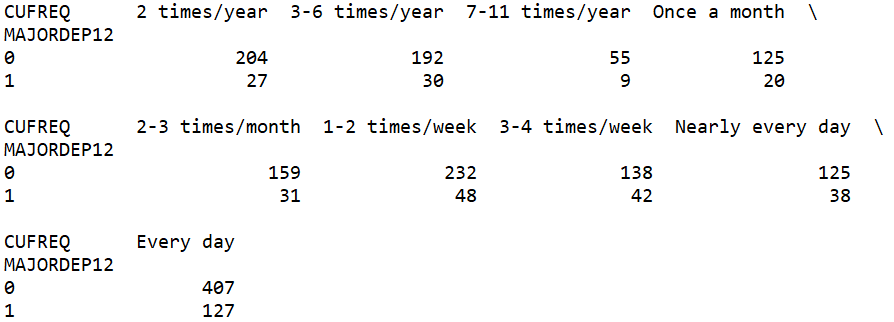 CUFREQ 2 times/year 3-6 times/year 7-11 times/year Once a month \
MAJORDEP12
0 204 192 55 125
1 27 30 9 20
CUFREQ 2-3 times/month 1-2 times/week 3-4 times/week Nearly every day \
MAJORDEP12
0 159 232 138 125
1 31 48 42 38
CUFREQ Every day
MAJORDEP12
0 407
1 127